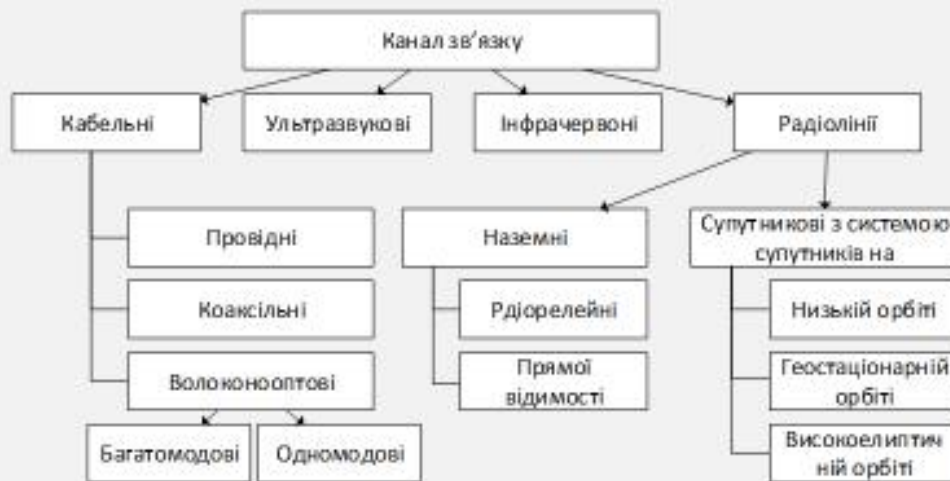 Канал зв’язку
Кабельні
Ультразвукові
Інфрачервоні
Радіолінії
Провідні
Наземні
Супутникові з системою
супутників на
Коаксільні
Рдіорелейні
Низькій орбіті
Волоконооптові
Прямої
відимості
Геостаціонарній
орбіті
Багатомодові
Одномодові
Високоелиптич
ній орбіті